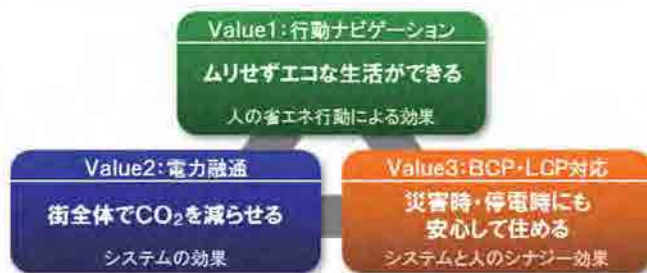 Value1:行動ナビゲーション
ムリせずエコな生活ができる
人の省エネ行動による効果
Value2:電力融通
街全体でCO₂を減らせる
システムの効果
Value3:BCP・LCP対応
災害時・停電時にも
安心して住める
システムと人のシナジー効果